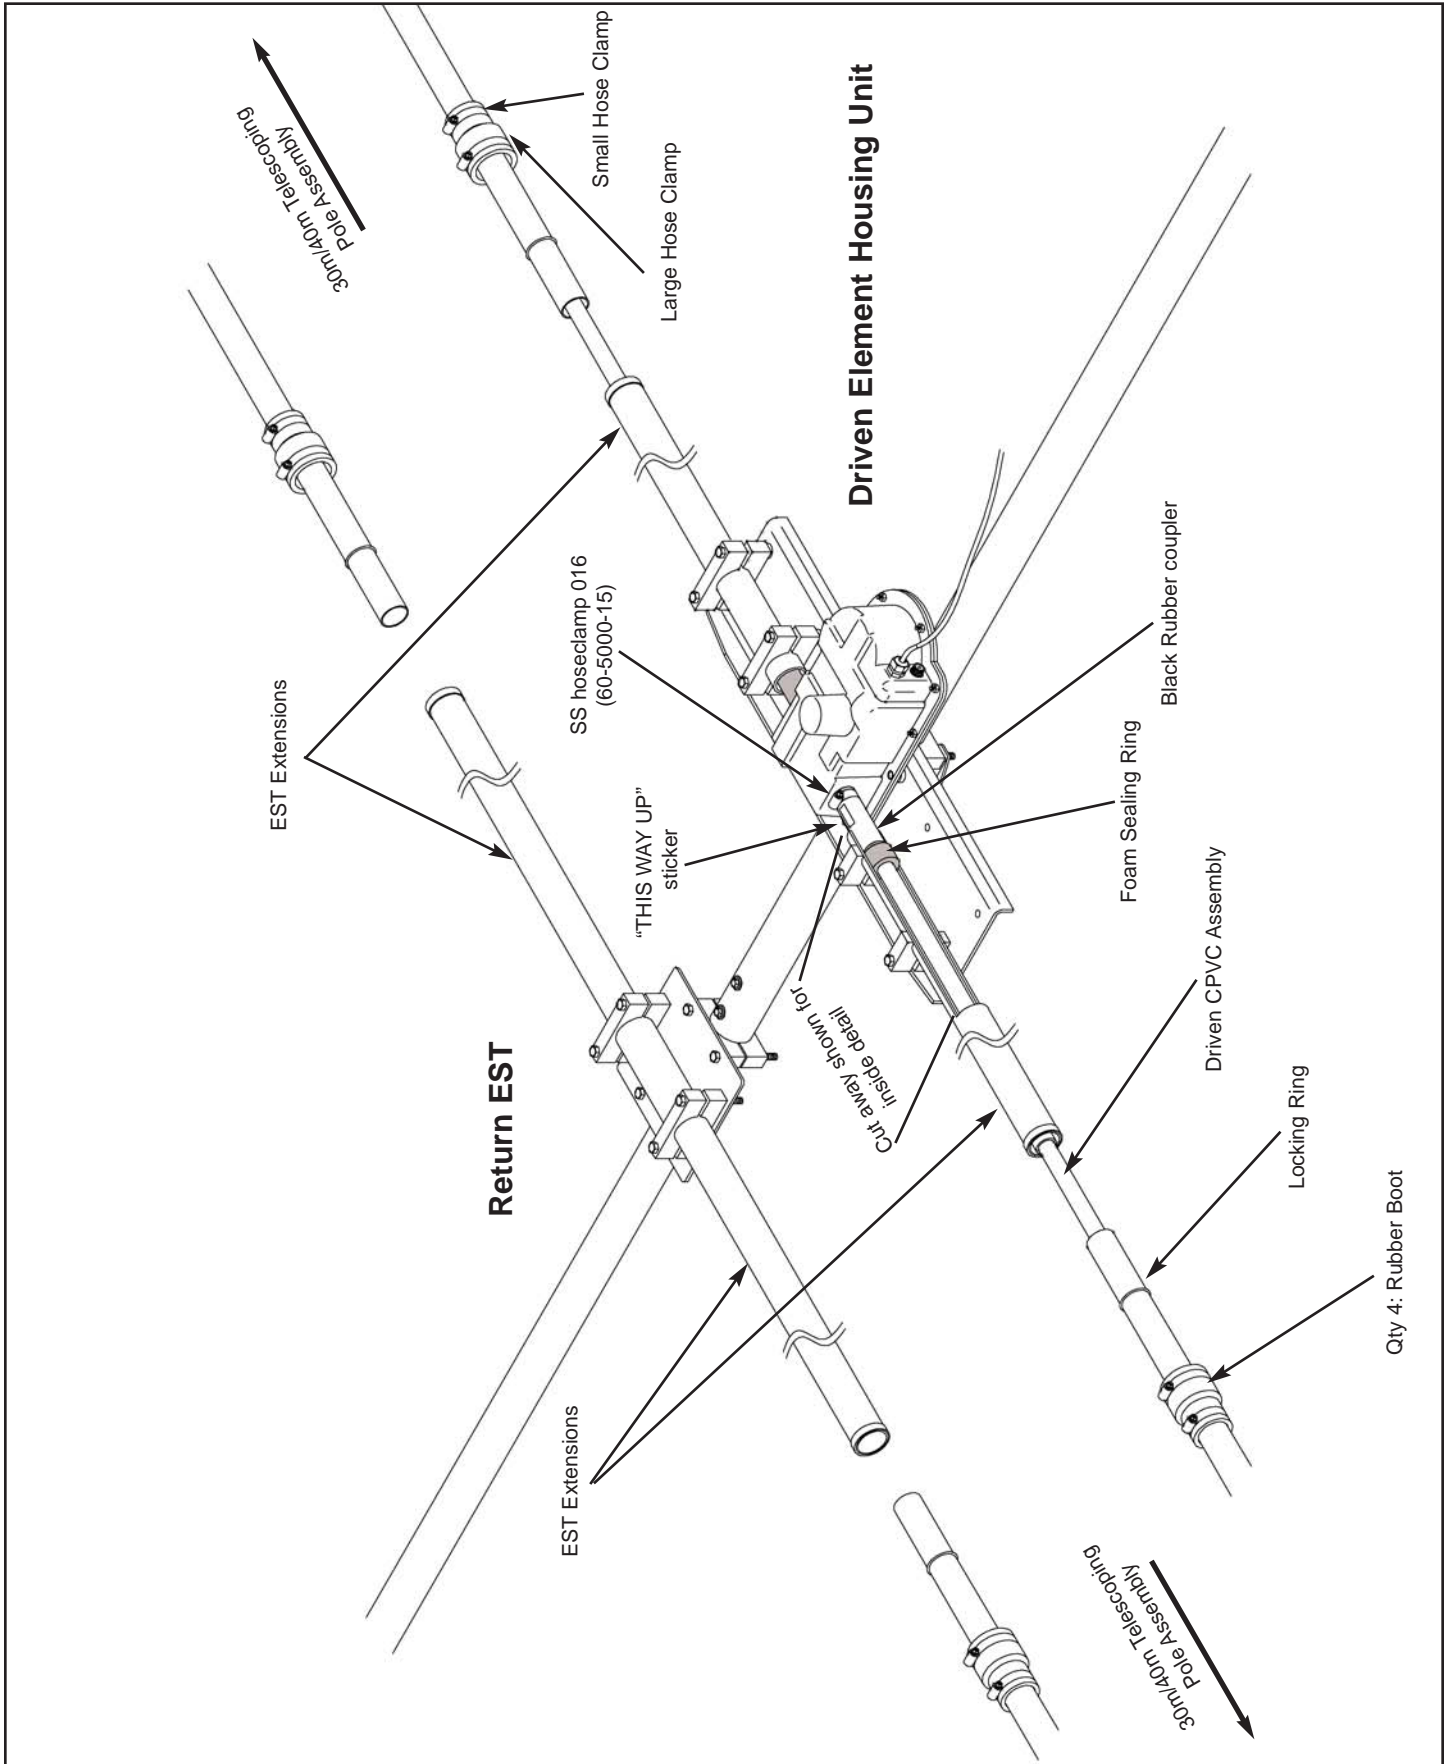 30m/40m Telescoping
Pole Assembly
Small Hose Clamp
Large Hose Clamp
Driven Element Housing Unit
EST Extensions
SS hoseclamp 016
(60-5000-15)
“THIS WAY UP”
sticker
Black Rubber coupler
Foam Sealing Ring
Return EST
Cut away shown for
inside detail
Driven CPVC Assembly
Locking Ring
Qty 4: Rubber Boot
EST Extensions
30m/40m Telescoping
Pole Assembly